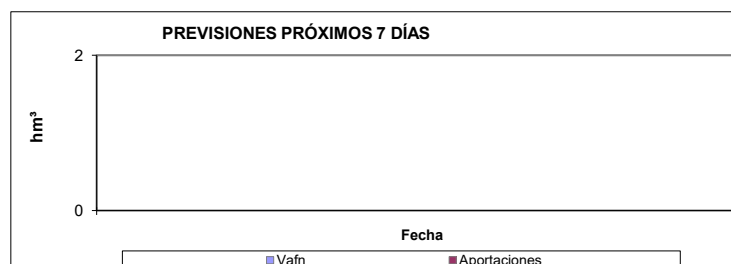 PREVISIONES PRÓXIMOS 7 DÍAS
2
hm³
0
Fecha
Vafn Aportaciones